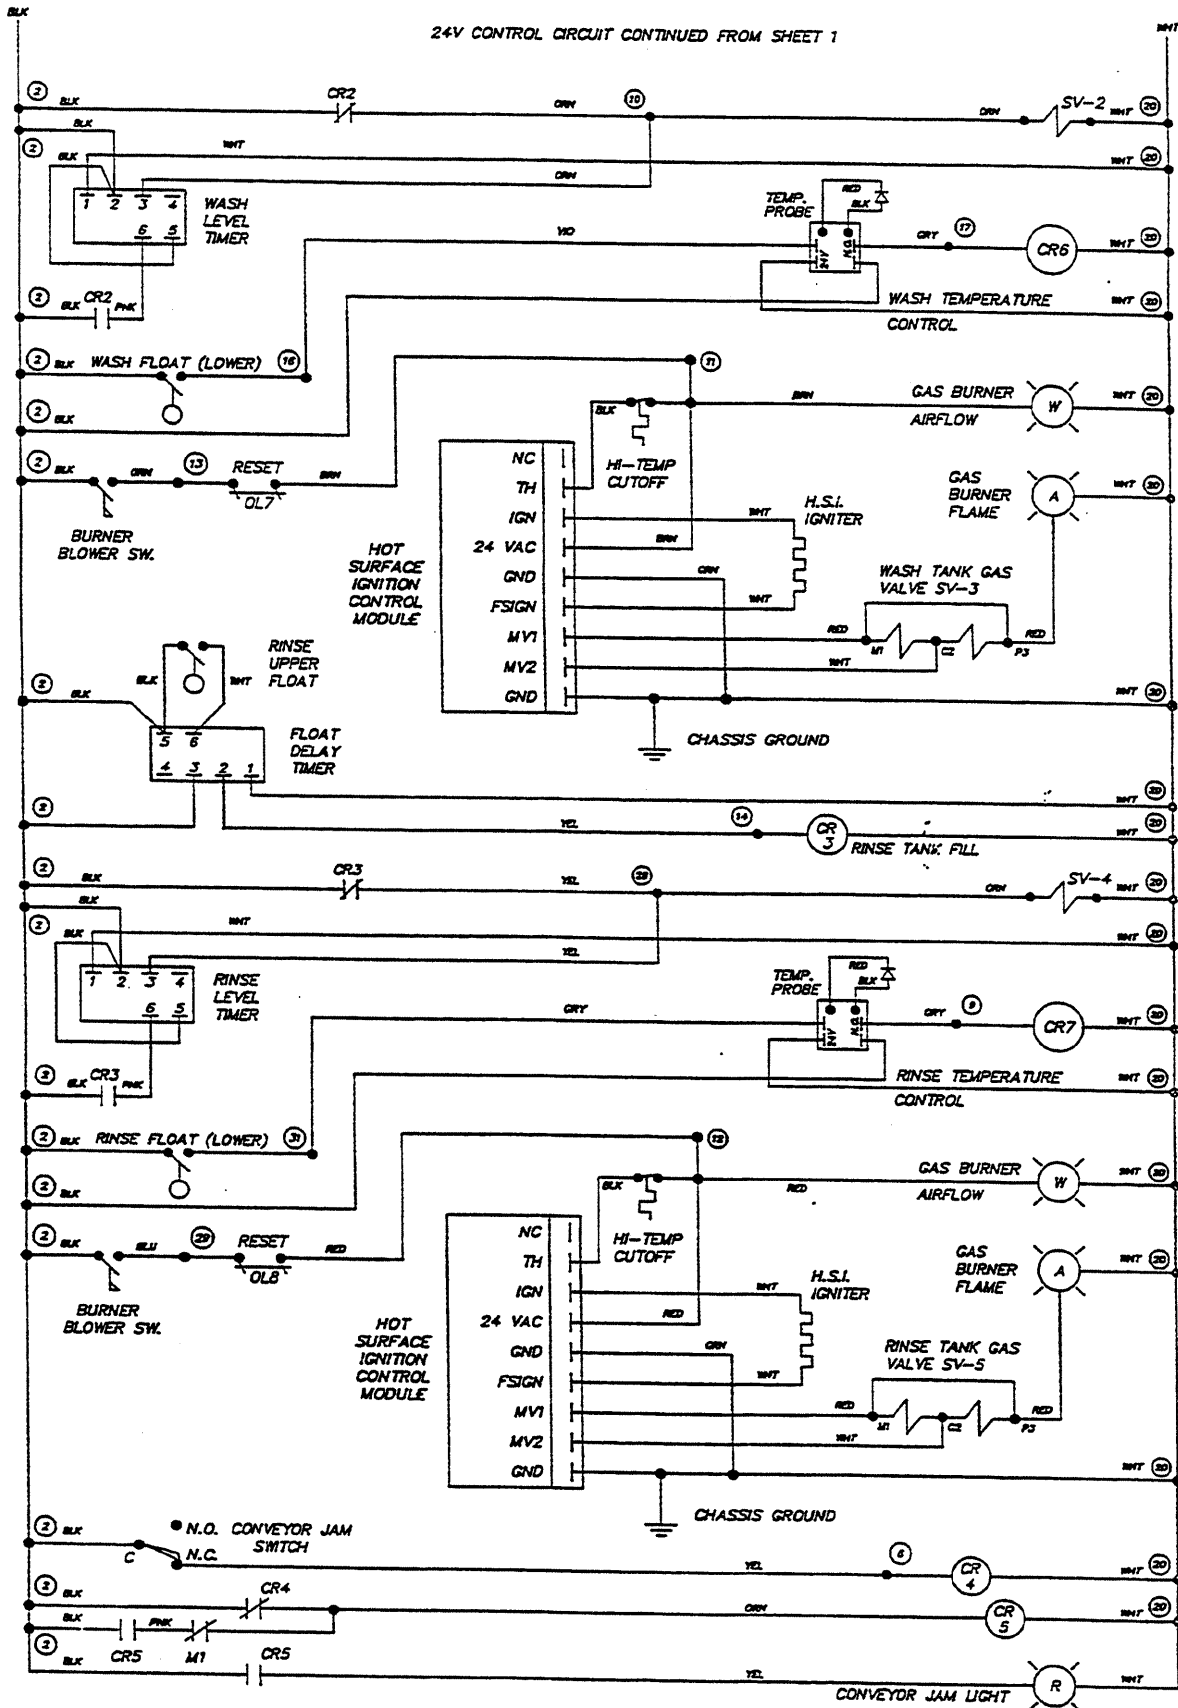 BLK
24V CONTROL CIRCUIT CONTINUED FROM SHEET 1
WHT
2 BLK CR2 ORN 10 ORN SV-2 WHT 20
BLK
2 BLK WHT WHT 20
ORN
1 2 3 4
6 5
WASH
LEVEL
TIMER
TEMP.
PROBE
RED
BLK
VIO
24V
GRY 17 CR6 WHT 20
2 BLK CR2 PNK
WASH TEMPERATURE
CONTROL
WHT 20
2 BLK WASH FLOAT (LOWER) 16
11
2 BLK
BLK
HI-TEMP
CUTOFF
BRN
GAS BURNER
AIRFLOW
W WHT 20
2 BLK ORN 13 RESET BRN
OL7
BURNER
BLOWER SW.
HOT
SURFACE
IGNITION
CONTROL
MODULE
NC
TH
IGN
24 VAC
GND
FSIGN
MV1
MV2
GND
WHT
H.S.I.
IGNITER
BRN
GRN
WHT
GAS
BURNER
FLAME
A WHT 20
WASH TANK GAS
VALVE SV-3
RED M1 C2 P3 RED
WHT
WHT 20
CHASSIS GROUND
RINSE
UPPER
FLOAT
BLK WHT
2 BLK
5 6
4 3 2 1
FLOAT
DELAY
TIMER
WHT 20
2 YEL 14 CR
3 WHT 20
RINSE TANK FILL
2 BLK CR3 YEL 28 ORN SV-4 WHT 20
BLK
2 BLK WHT WHT 20
YEL
1 2 3 4
6 5
RINSE
LEVEL
TIMER
TEMP.
PROBE
RED
BLK
GRY
24V
GRY 9 CR7 WHT 20
2 BLK CR3 PNK
RINSE TEMPERATURE
CONTROL
WHT 20
2 BLK RINSE FLOAT (LOWER) 31
12
2 BLK
BLK
HI-TEMP
CUTOFF
RED
GAS BURNER
AIRFLOW
W WHT 20
2 BLK BLU 29 RESET RED
OL8
BURNER
BLOWER SW.
HOT
SURFACE
IGNITION
CONTROL
MODULE
NC
TH
IGN
24 VAC
GND
FSIGN
MV1
MV2
GND
WHT
H.S.I.
IGNITER
RED
GRN
WHT
GAS
BURNER
FLAME
A WHT 20
RINSE TANK GAS
VALVE SV-5
RED M1 C2 P3 RED
WHT
WHT 20
CHASSIS GROUND
2 BLK C N.O. CONVEYOR JAM
SWITCH
N.C.
YEL 6 CR
4 WHT 20
2 BLK CR4 ORN CR
5 WHT 20
BLK CR5 PNK M1
2 BLK CR5 YEL R WHT
CONVEYOR JAM LIGHT